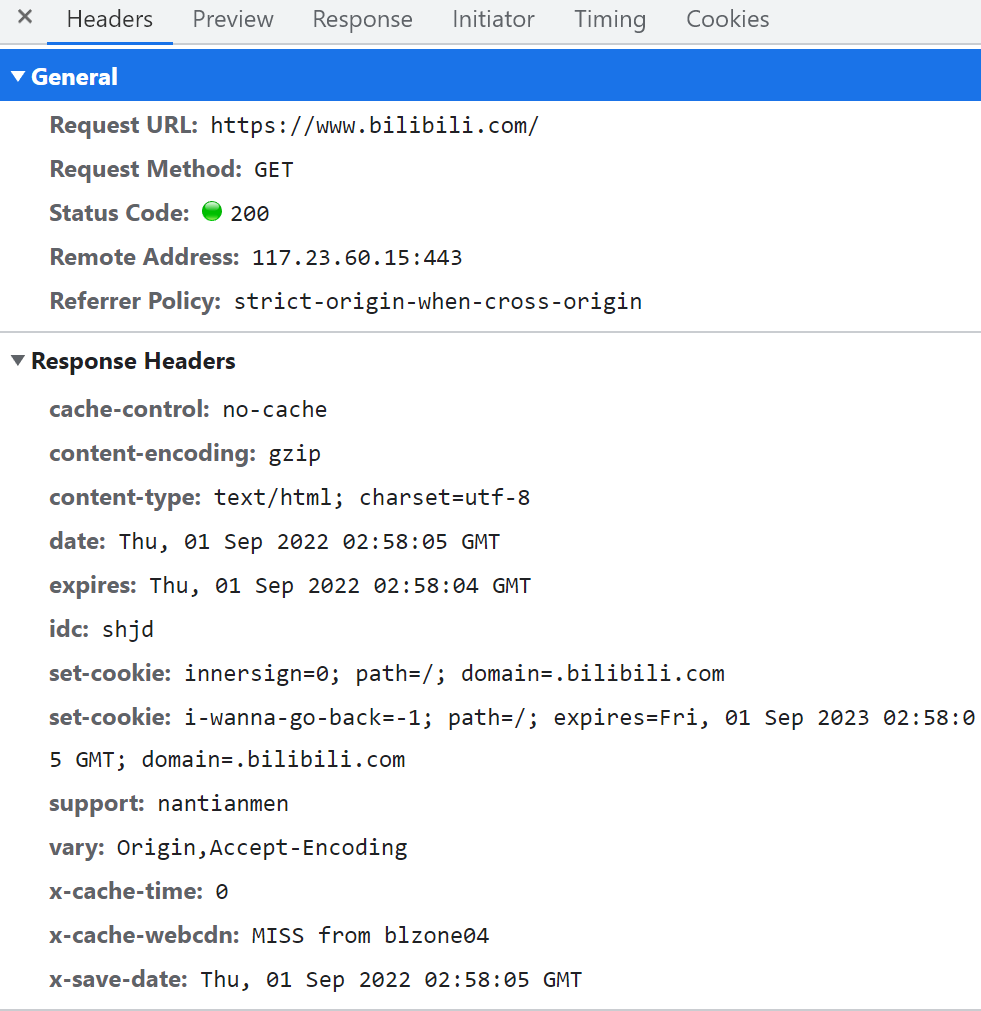 × Headers Preview Response Initiator Timing Cookies
▼ General
Request URL: https://www.bilibili.com/
Request Method: GET
Status Code: 200
Remote Address: 117.23.60.15:443
Referrer Policy: strict-origin-when-cross-origin
▼ Response Headers
cache-control: no-cache
content-encoding: gzip
content-type: text/html; charset=utf-8
date: Thu, 01 Sep 2022 02:58:05 GMT
expires: Thu, 01 Sep 2022 02:58:04 GMT
idc: shjd
set-cookie: innersign=0; path=/; domain=.bilibili.com
set-cookie: i-wanna-go-back=-1; path=/; expires=Fri, 01 Sep 2023 02:58:0
5 GMT; domain=.bilibili.com
support: nantianmen
vary: Origin,Accept-Encoding
x-cache-time: 0
x-cache-webcdn: MISS from blzone04
x-save-date: Thu, 01 Sep 2022 02:58:05 GMT